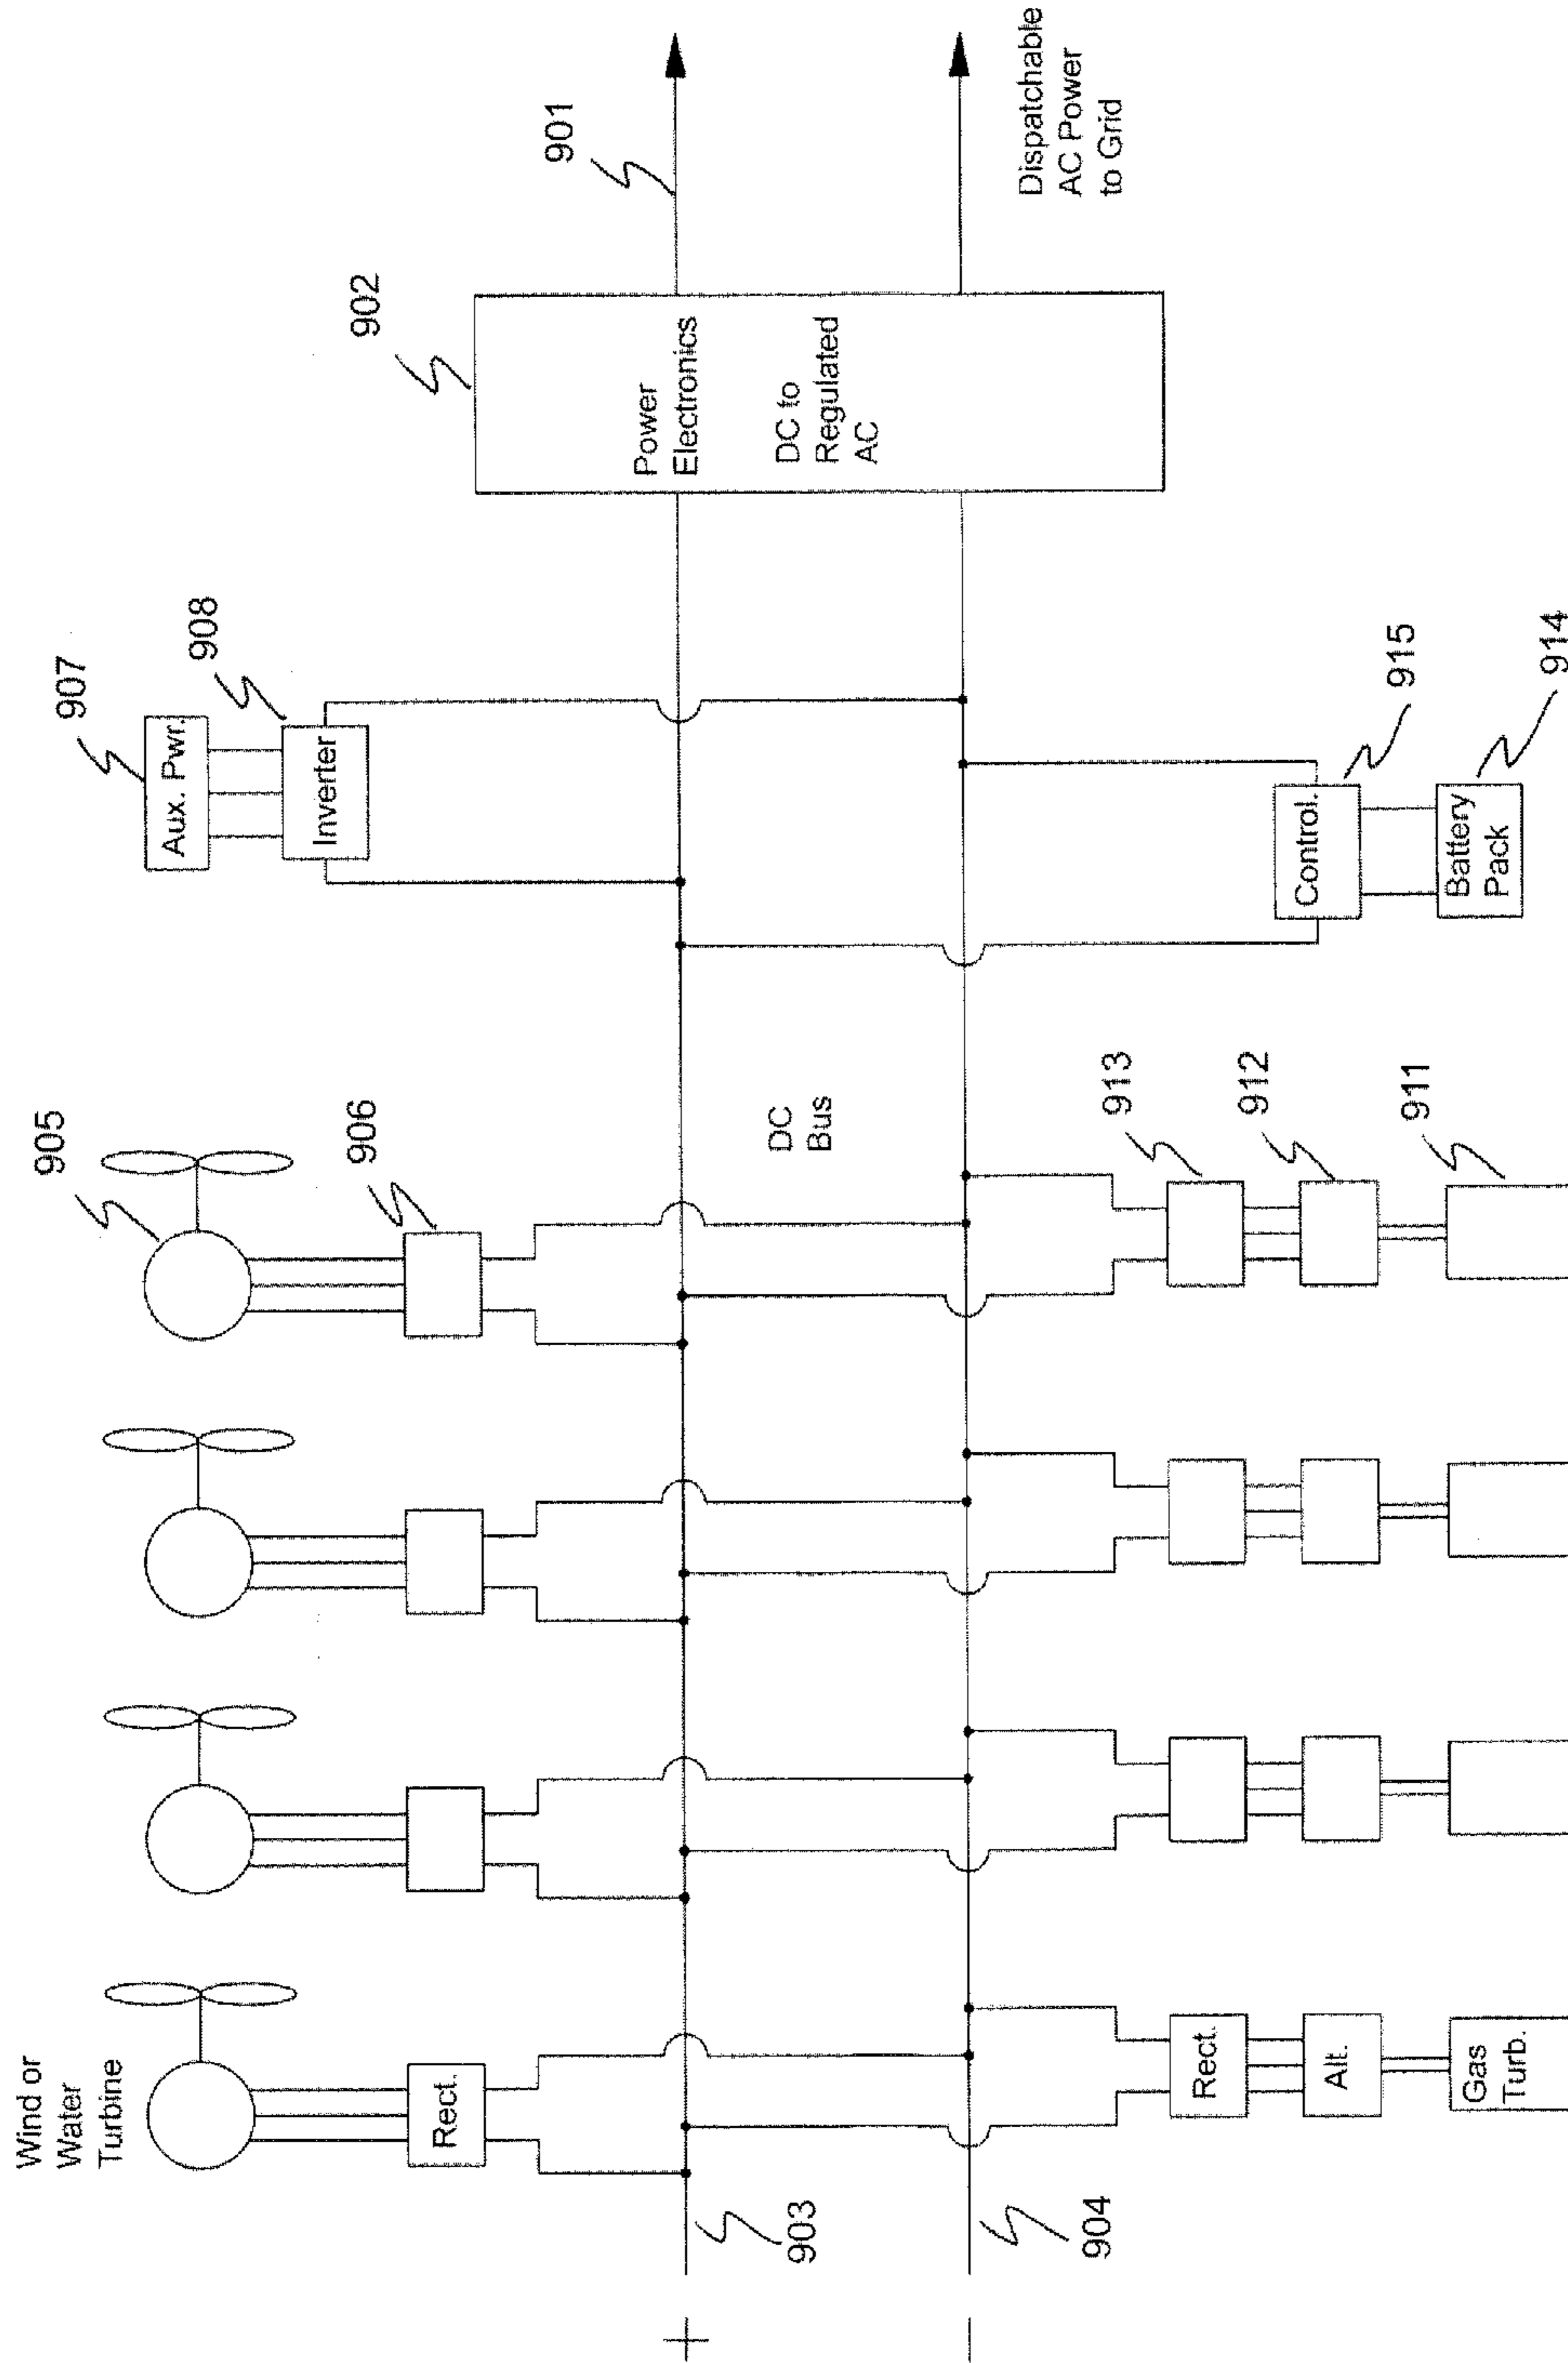 Wind or
Water
Turbine
905
907
Aux. Pwr.
908
Inverter
906
Rect.
902
901
Power
Electronics
DC to
Regulated
AC
Dispatchable
AC Power
to Grid
DC
Bus
+
903
−
904
913
912
911
Rect.
Alt.
Gas
Turb.
915
Control.
914
Battery
Pack